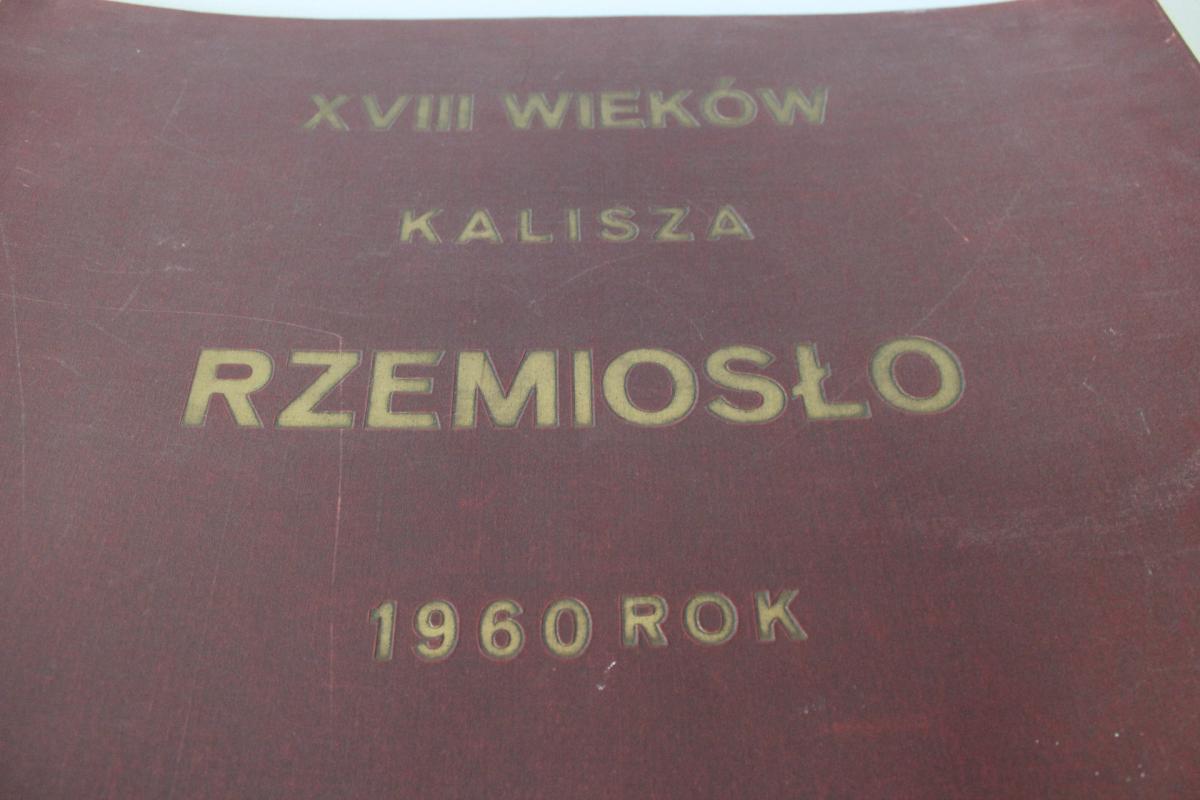 XVIII WIEKÓW
KALISZA
RZEMIOSŁO
1960 ROK